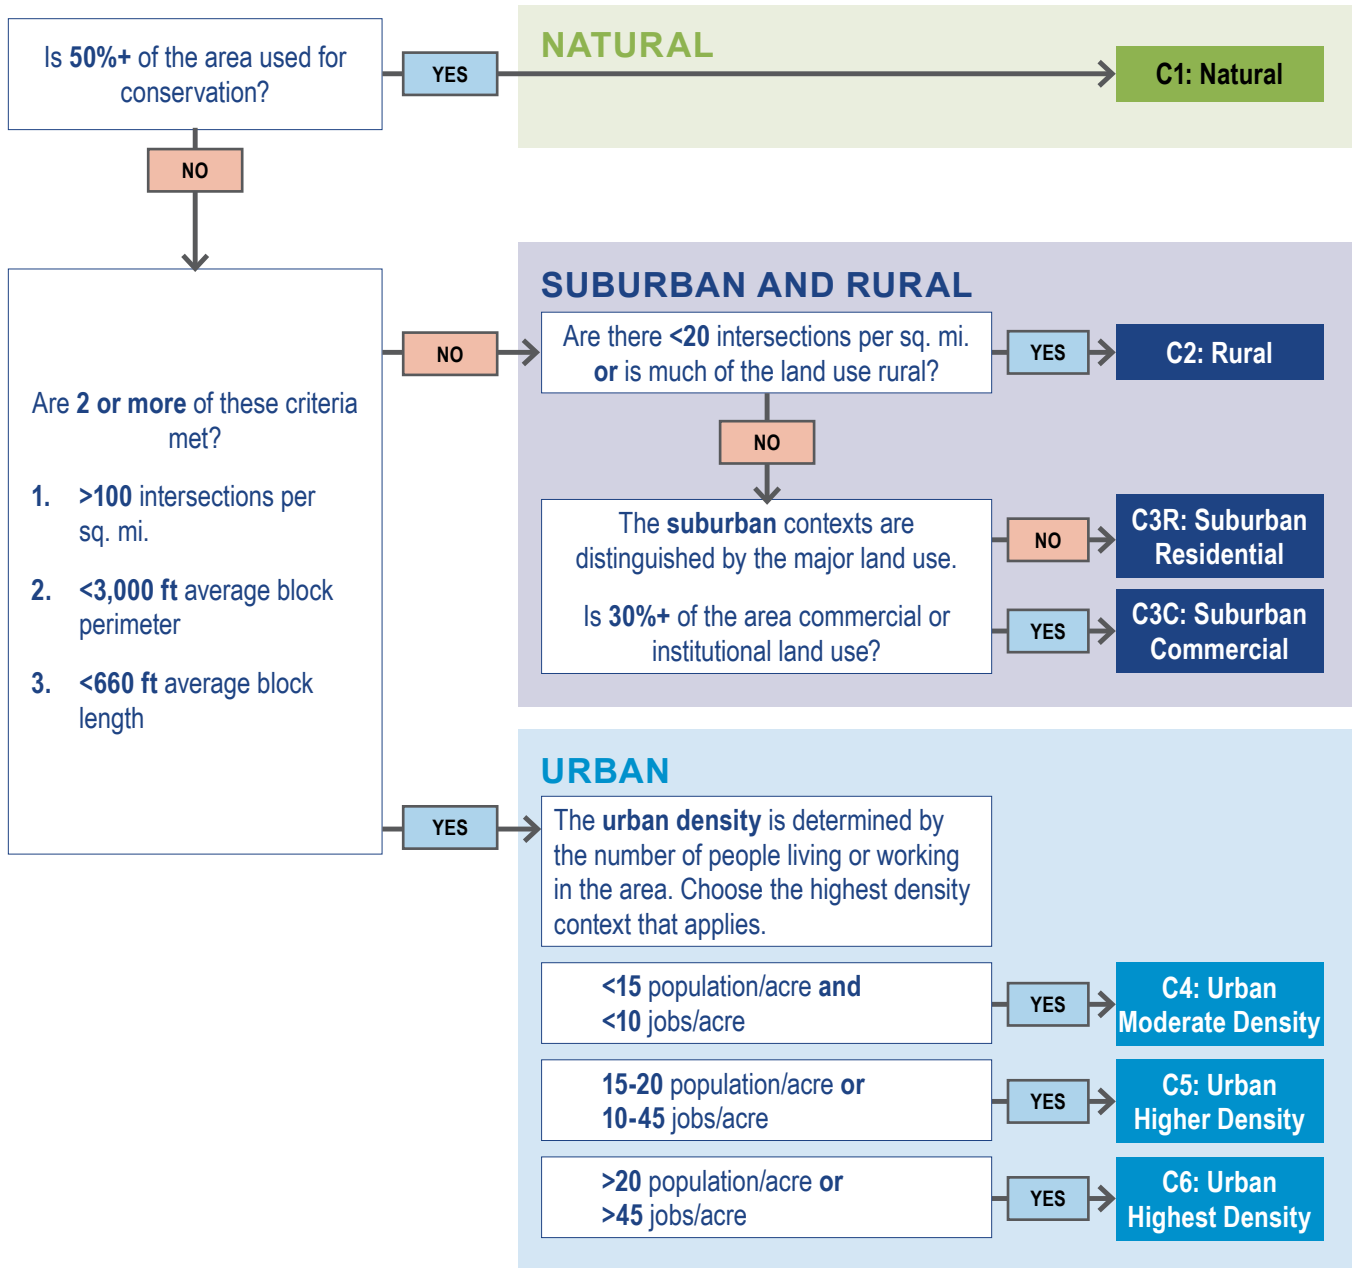 Is 50%+ of the area used for
conservation?
YES
NATURAL
C1: Natural
NO
Are 2 or more of these criteria
met?
1. >100 intersections per
sq. mi.
2. <3,000 ft average block
perimeter
3. <660 ft average block
length
NO
SUBURBAN AND RURAL
Are there <20 intersections per sq. mi.
or is much of the land use rural?
YES
C2: Rural
NO
The suburban contexts are
distinguished by the major land use.
Is 30%+ of the area commercial or
institutional land use?
NO
C3R: Suburban
Residential
YES
C3C: Suburban
Commercial
YES
URBAN
The urban density is determined by
the number of people living or working
in the area. Choose the highest density
context that applies.
<15 population/acre and
<10 jobs/acre
YES
C4: Urban
Moderate Density
15-20 population/acre or
10-45 jobs/acre
YES
C5: Urban
Higher Density
>20 population/acre or
>45 jobs/acre
YES
C6: Urban
Highest Density